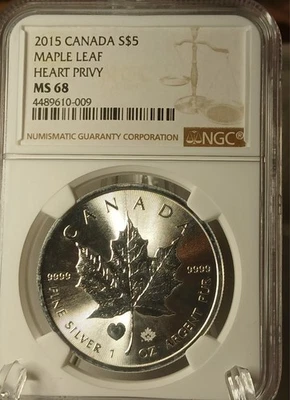 2015 CANADA S$5
MAPLE LEAF
HEART PRIVY
MS 68
4489610-009
NUMISMATIC GUARANTY CORPORATION
NGC®
CANADA
9999 9999
FINE SILVER 1 OZ ARGENT PUR